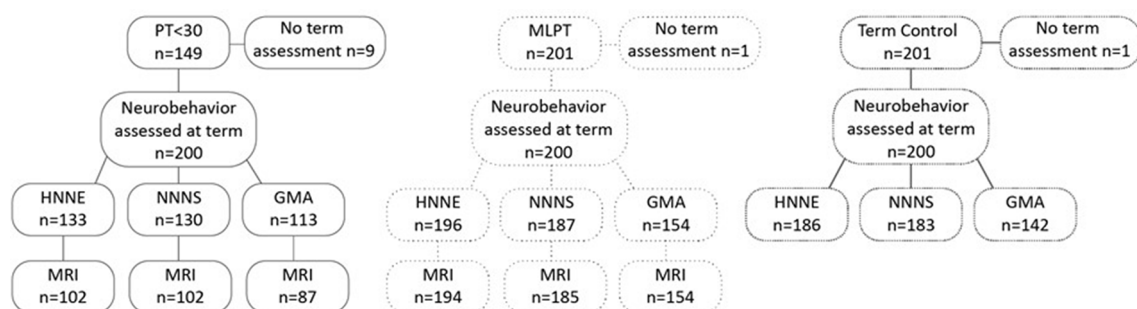 PT<30
n=149
No term
assessment n=9
Neurobehavior
assessed at term
n=200
HNNE
n=133
NNNS
n=130
GMA
n=113
MRI
n=102
MRI
n=102
MRI
n=87
MLPT
n=201
No term
assessment n=1
Neurobehavior
assessed at term
n=200
HNNE
n=196
NNNS
n=187
GMA
n=154
MRI
n=194
MRI
n=185
MRI
n=154
Term Control
n=201
No term
assessment n=1
Neurobehavior
assessed at term
n=200
HNNE
n=186
NNNS
n=183
GMA
n=142